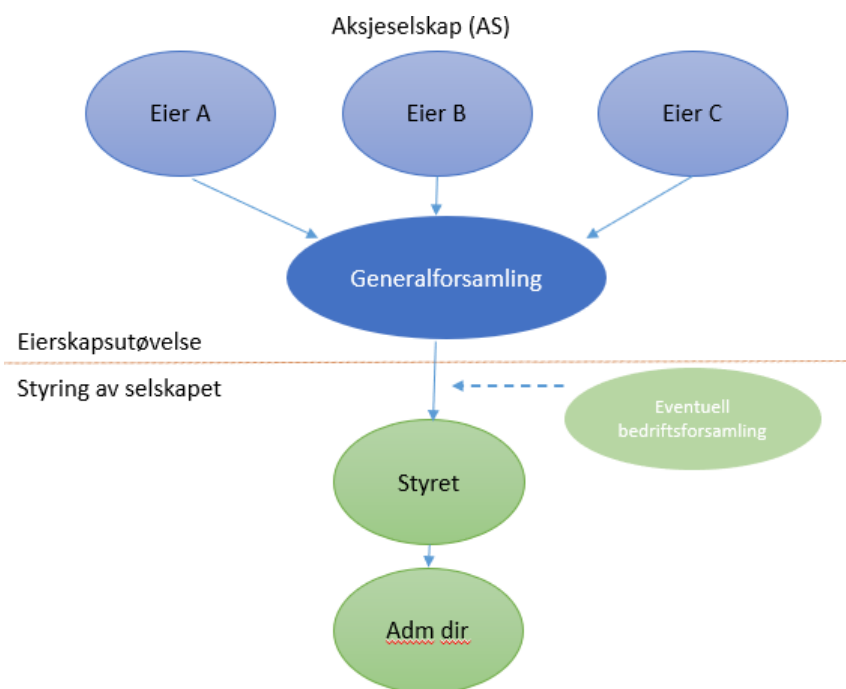 Aksjeselskap (AS)
Eier A
Eier B
Eier C
Generalforsamling
Eierskapsutøvelse
Styring av selskapet
Eventuell
bedriftsforsamling
Styret
Adm dir